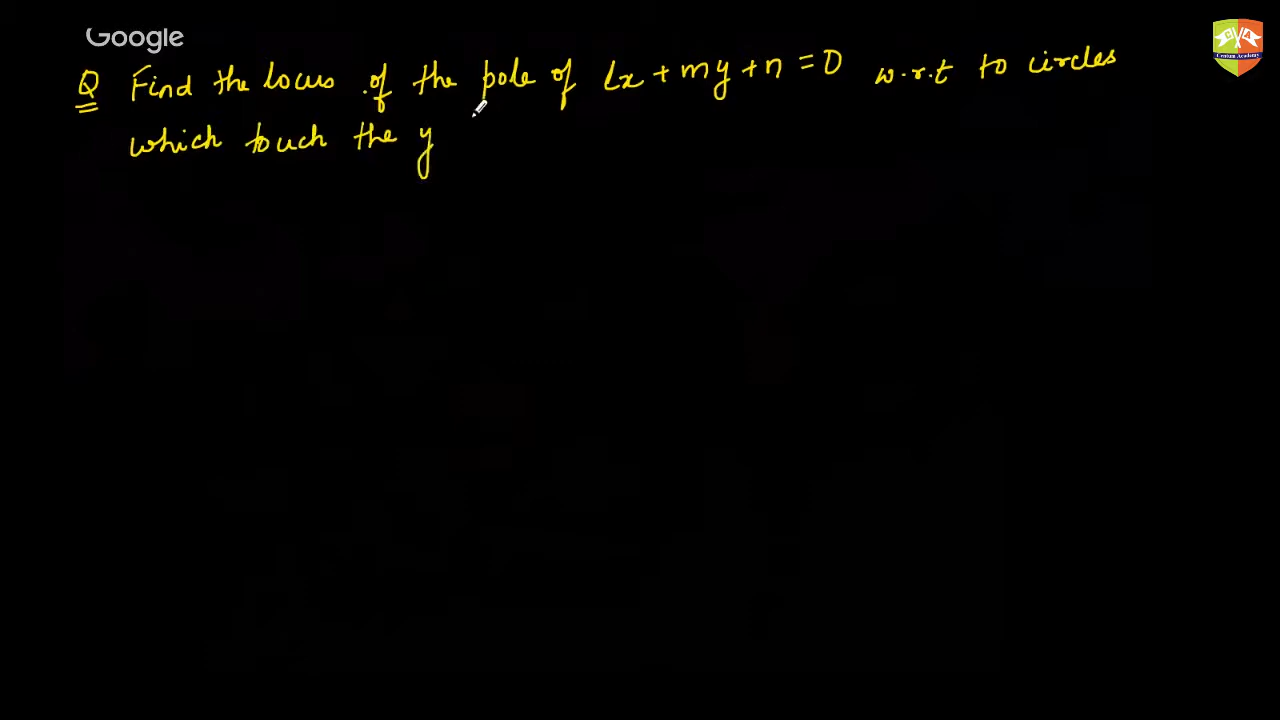 Google
Q Find the locus of the pole of lx + my + n = 0 w.r.t to circles
which touch the y